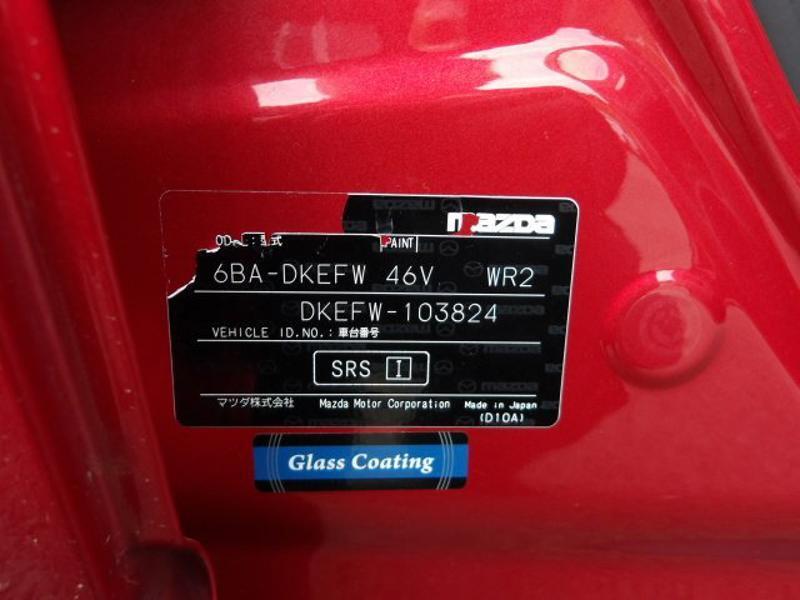 mazda
PAINT
6BA-DKEFW 46V WR2
DKEFW-103824
VEHICLE ID.NO.:車台番号
SRS I
マツダ株式会社 Mazda Motor Corporation Made in Japan
(D10A)
Glass Coating